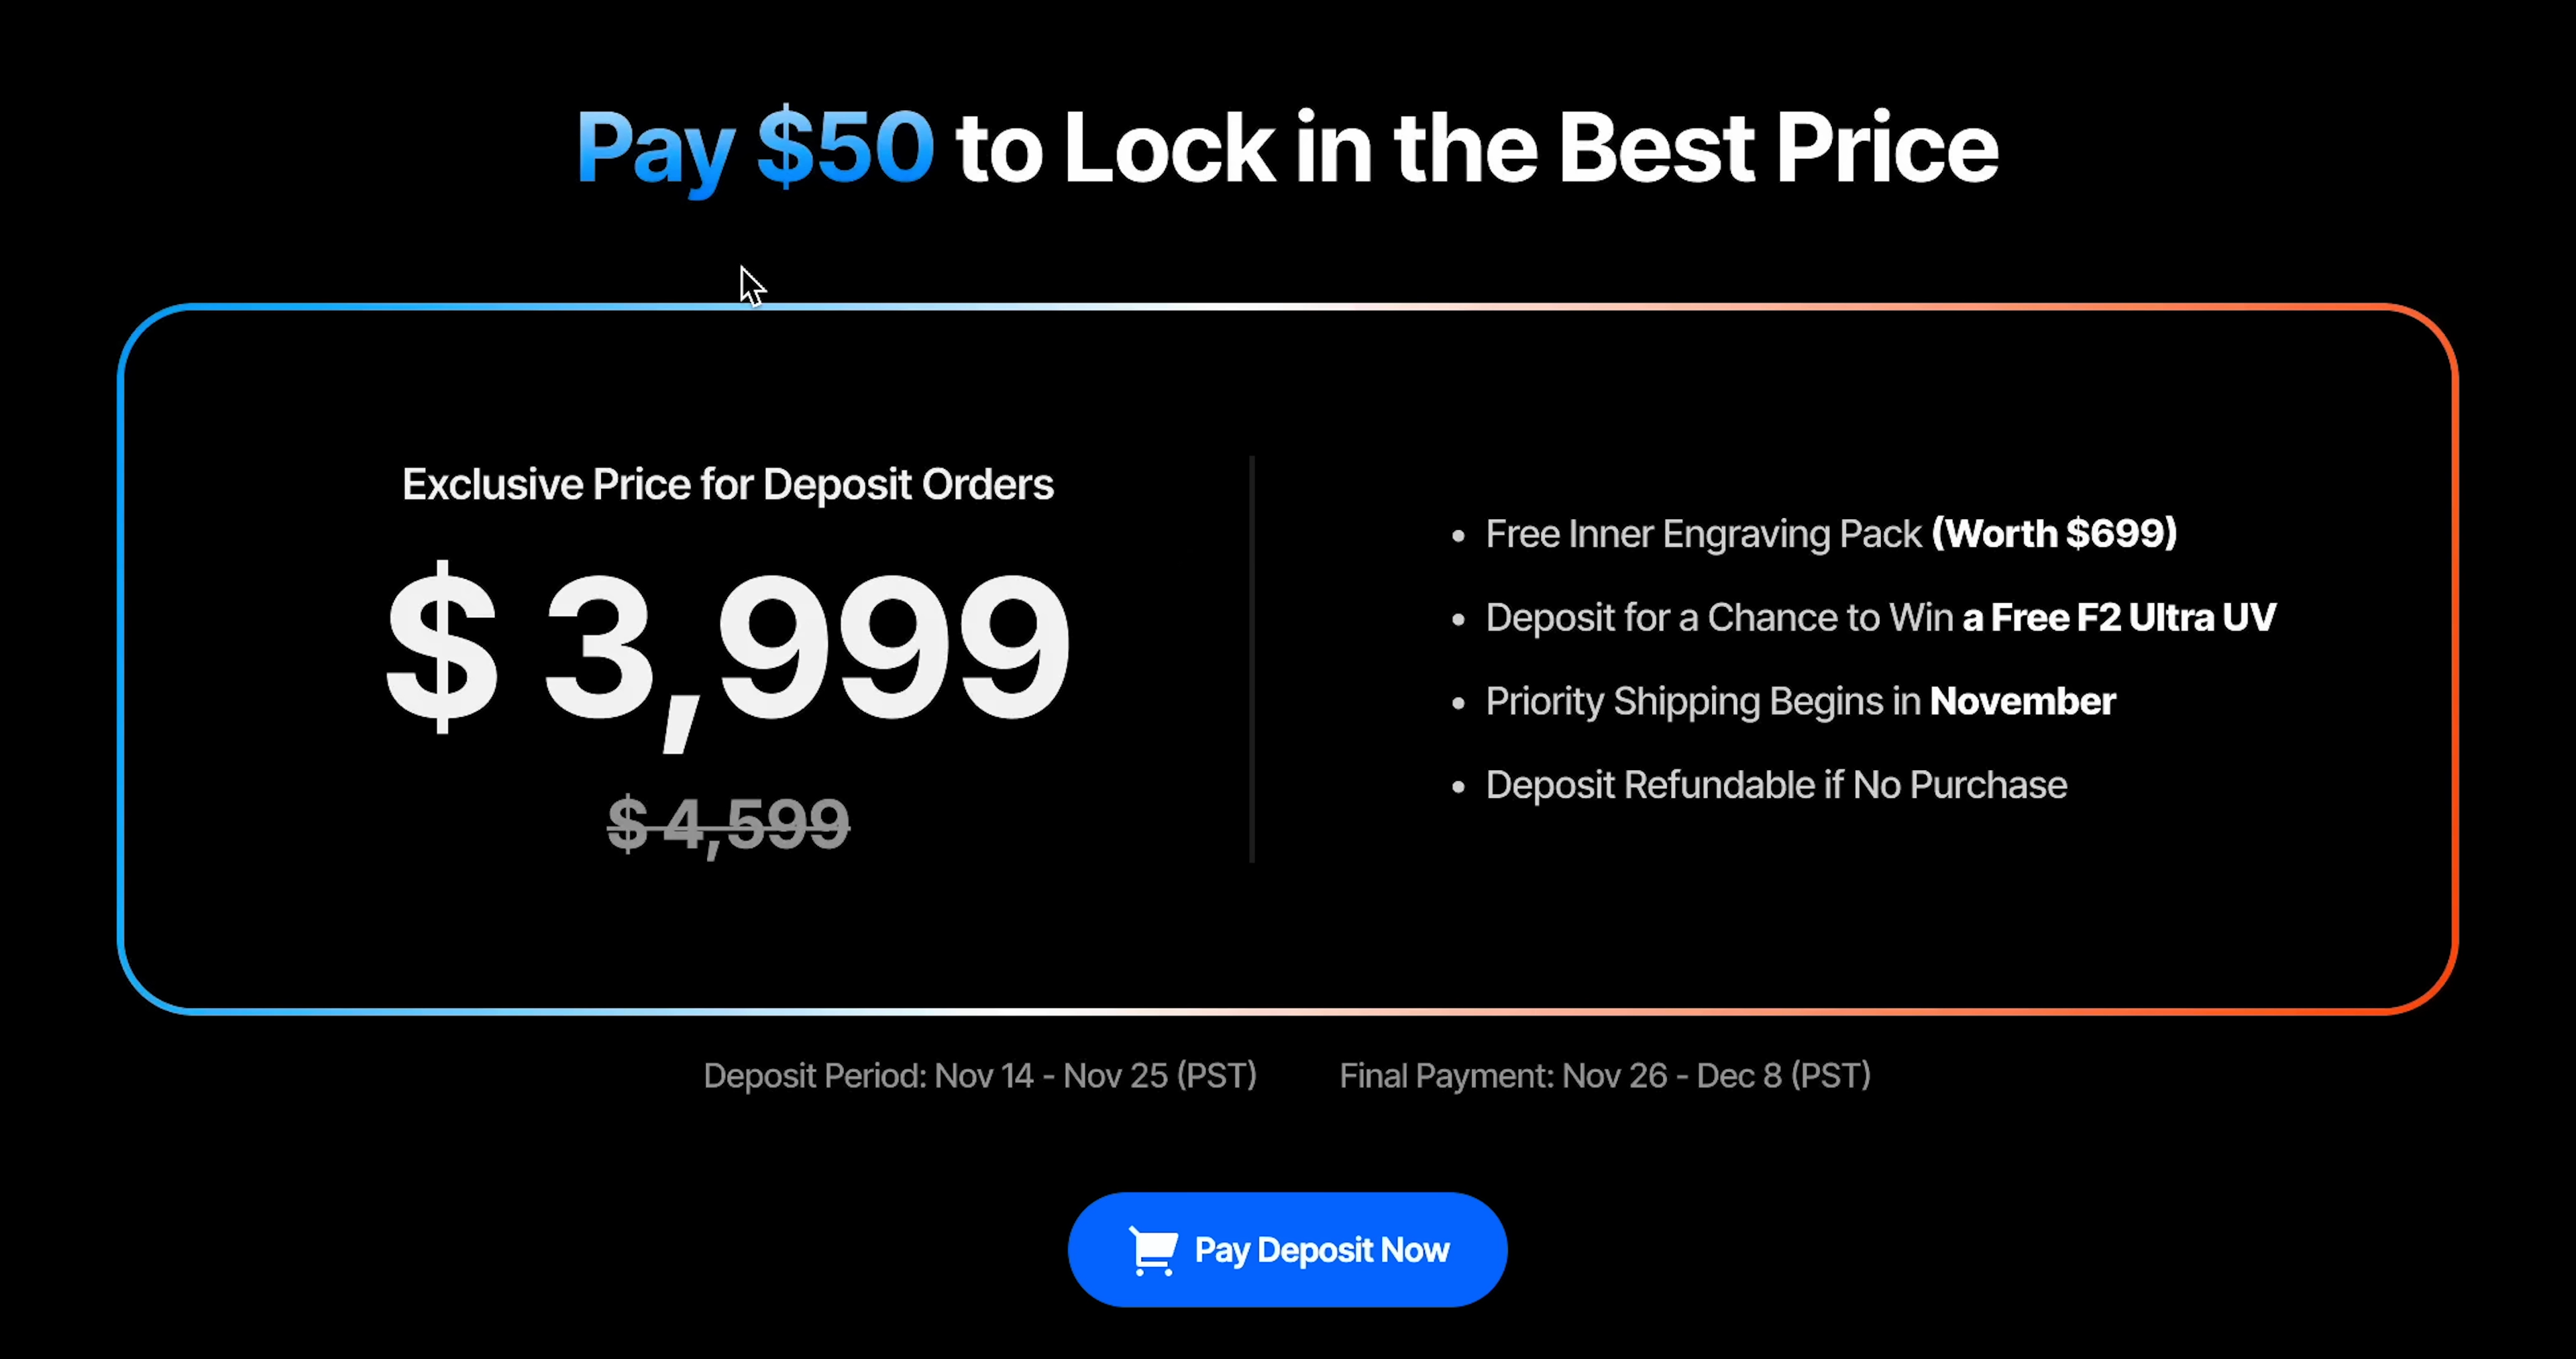 Pay $50 to Lock in the Best Price
Exclusive Price for Deposit Orders
$ 3,999
$ 4,599
• Free Inner Engraving Pack (Worth $699)
• Deposit for a Chance to Win a Free F2 Ultra UV
• Priority Shipping Begins in November
• Deposit Refundable if No Purchase
Deposit Period: Nov 14 - Nov 25 (PST)
Final Payment: Nov 26 - Dec 8 (PST)
Pay Deposit Now